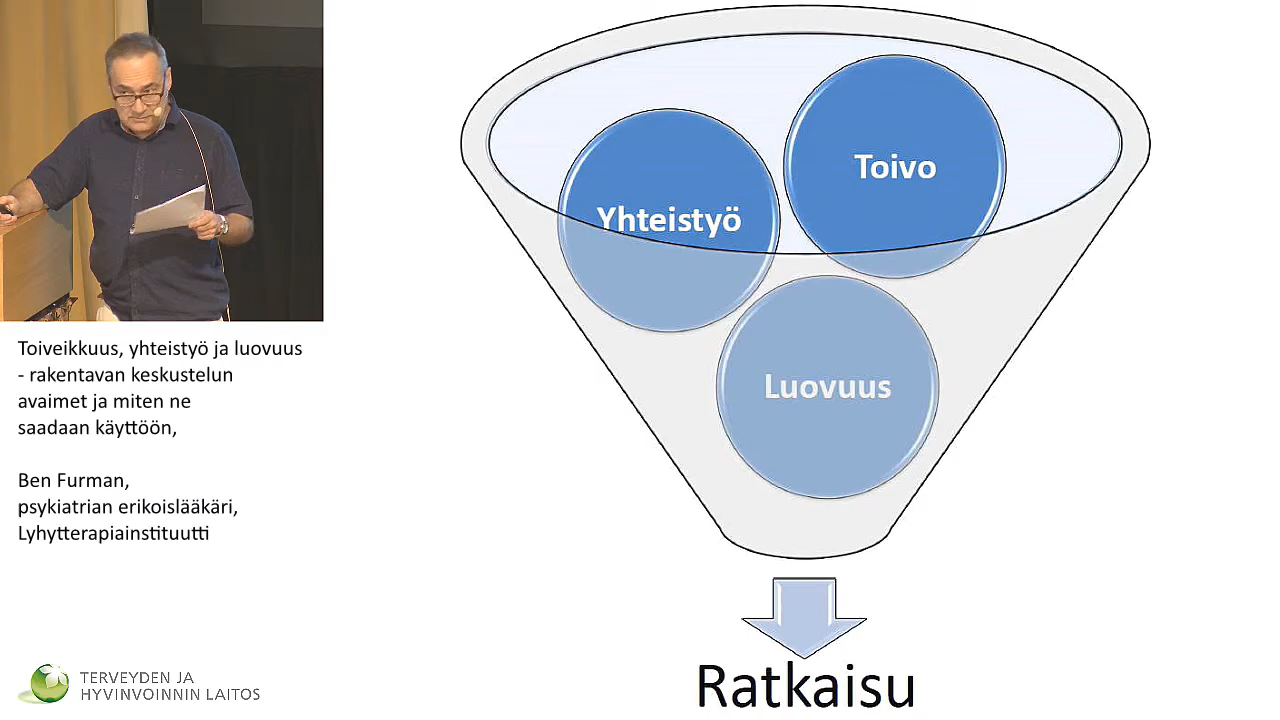 Toiveikkuus, yhteistyö ja luovuus
- rakentavan keskustelun
avaimet ja miten ne
saadaan käyttöön,
Ben Furman,
psykiatrian erikoislääkäri,
Lyhytterapiainstituutti
TERVEYDEN JA
HYVINVOINNIN LAITOS
Toivo
Yhteistyö
Luovuus
Ratkaisu